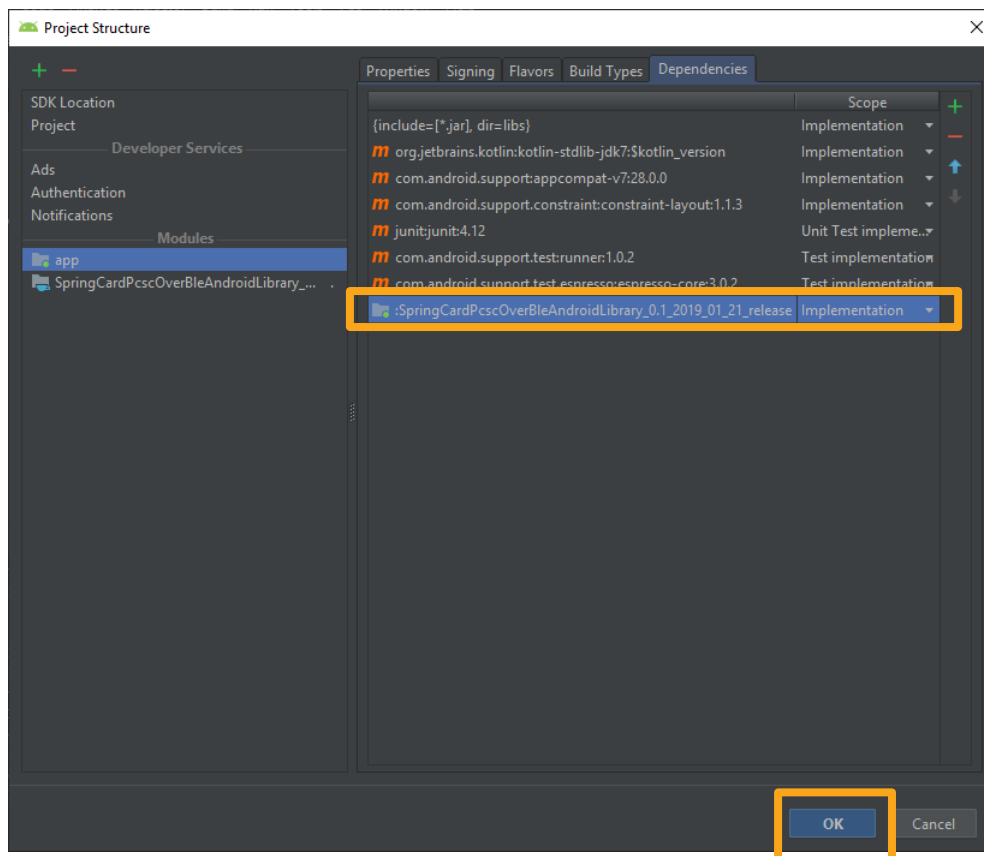 Project Structure
SDK Location
Project
Developer Services
Ads
Authentication
Notifications
Modules
app
SpringCardPcscOverBleAndroidLibrary_... .
Properties Signing Flavors Build Types Dependencies
Scope
{include=[*.jar], dir=libs} Implementation
m org.jetbrains.kotlin:kotlin-stdlib-jdk7:$kotlin_version Implementation
m com.android.support:appcompat-v7:28.0.0 Implementation
m com.android.support.constraint:constraint-layout:1.1.3 Implementation
m junit:junit:4.12 Unit Test impleme...
m com.android.support.test:runner:1.0.2 Test implementation
m com.android.support.test.espresso:espresso-core:3.0.2 Test implementation
:SpringCardPcscOverBleAndroidLibrary_0.1_2019_01_21_release Implementation
OK Cancel